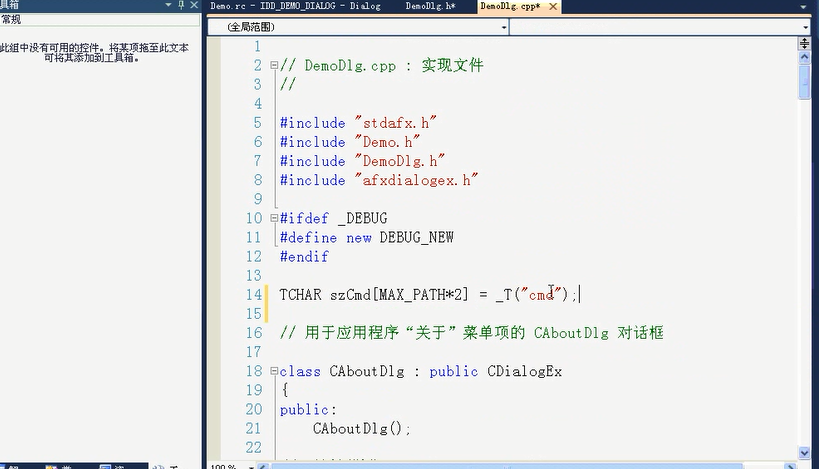 具箱
常规
此组中没有可用的控件。将某项拖至此文本
可将其添加到工具箱。
Demo.rc - IDD_DEMO_DIALOG - Dialog
DemoDlg.h*
DemoDlg.cpp*
(全局范围)
1
2 // DemoDlg.cpp : 实现文件
3 //
4
5 #include "stdafx.h"
6 #include "Demo.h"
7 #include "DemoDlg.h"
8 #include "afxdialogex.h"
9
10 #ifdef _DEBUG
11 #define new DEBUG_NEW
12 #endif
13
14 TCHAR szCmd[MAX_PATH*2] = _T("cmd");
15
16 // 用于应用程序“关于”菜单项的 CAboutDlg 对话框
17
18 class CAboutDlg : public CDialogEx
19 {
20 public:
21 CAboutDlg();
22
100 %